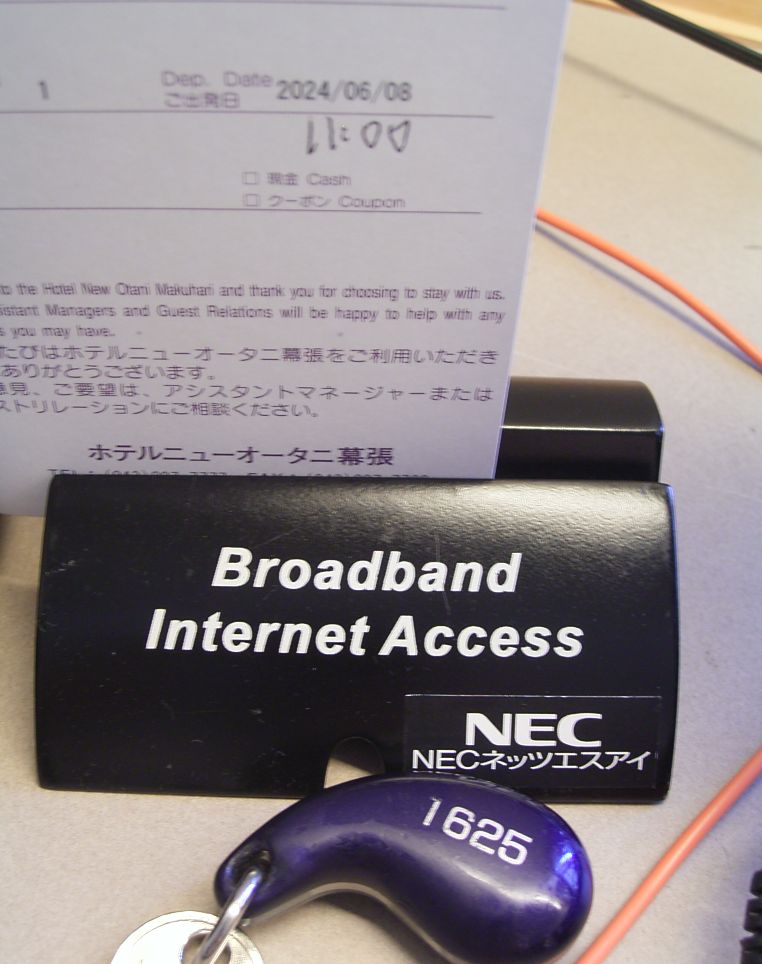 1 Dep. Date 2024/06/08
ご出発日
11:00
□ 現金 Cash
□ クーポン Coupon
to the Hotel New Otani Makuhari and thank you for choosing to stay with us.
istant Managers and Guest Relations will be happy to help with any
s you may have.
たびはホテルニューオータニ幕張をご利用いただき
ありがとうございます。
意見、ご要望は、アシスタントマネージャーまたは
ストリレーションにご相談ください。
ホテルニューオータニ幕張
Broadband
Internet Access
NEC
NECネッツエスアイ
1625